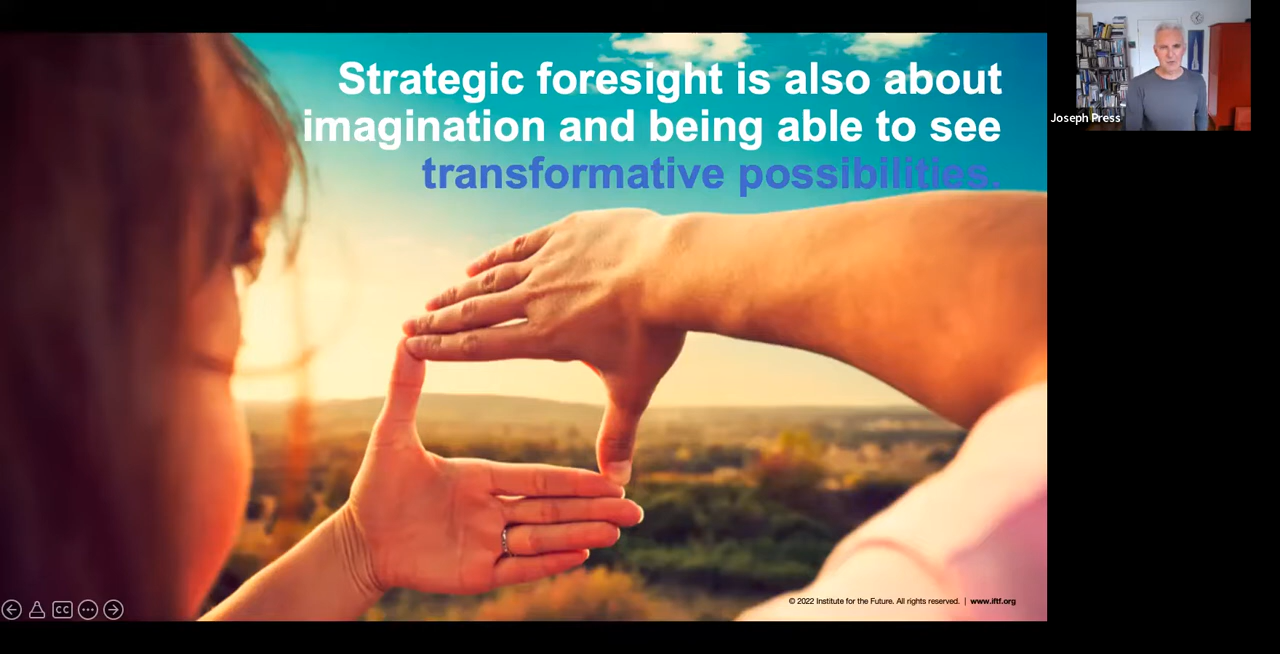 Strategic foresight is also about
imagination and being able to see
transformative possibilities.
Joseph Press
CC
© 2022 Institute for the Future. All rights reserved. | www.iftf.org